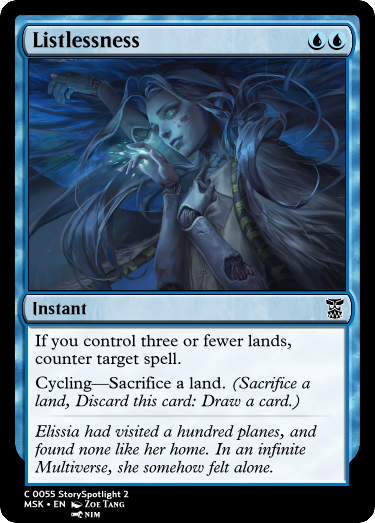 Listlessness
Instant
If you control three or fewer lands,
counter target spell.
Cycling—Sacrifice a land. (Sacrifice a
land, Discard this card: Draw a card.)
Elissia had visited a hundred planes, and
found none like her home. In an infinite
Multiverse, she somehow felt alone.
C 0055 StorySpotlight 2
MSK • EN Zoe Tang
NIM